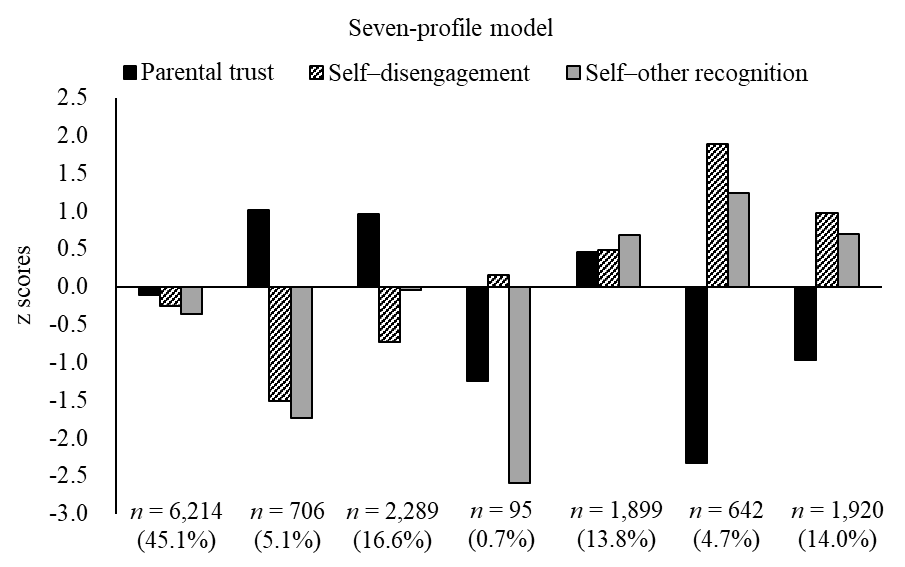 Seven-profile model
Parental trust Self–disengagement Self–other recognition
2.5
2.0
1.5
1.0
0.5
0.0
-0.5
-1.0
-1.5
-2.0
-2.5
-3.0
z scores
n = 6,214 n = 706 n = 2,289 n = 95 n = 1,899 n = 642 n = 1,920
(45.1%) (5.1%) (16.6%) (0.7%) (13.8%) (4.7%) (14.0%)